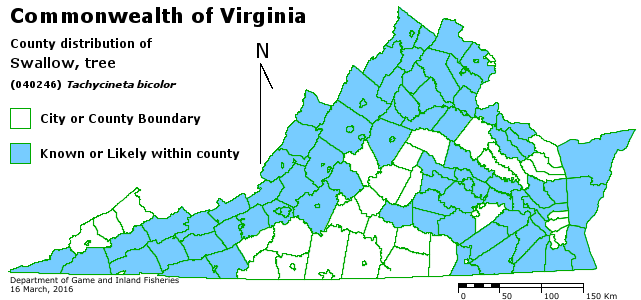 Commonwealth of Virginia
County distribution of
Swallow, tree
(040246) Tachycineta bicolor
N
City or County Boundary
Known or Likely within county
Department of Game and Inland Fisheries
16 March, 2016
0 50 100 150 Km